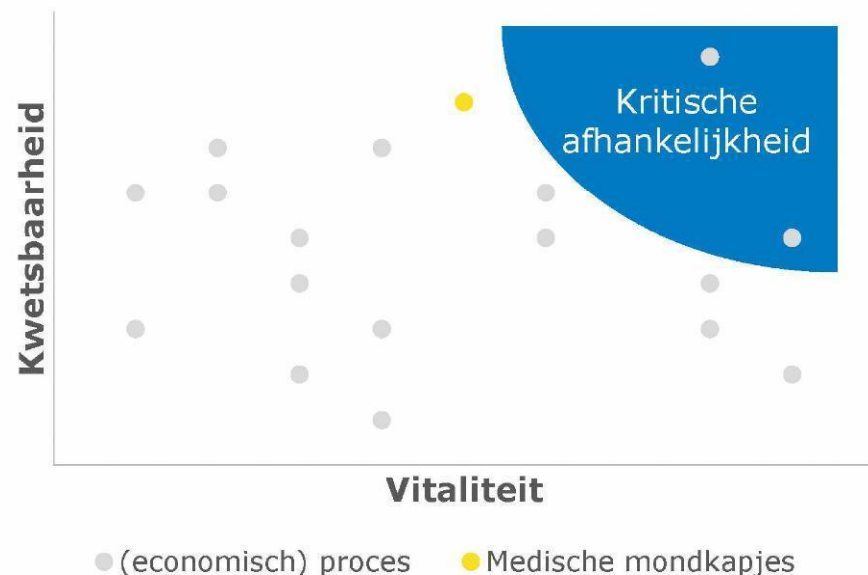 Kwetsbaarheid
Kritische
afhankelijkheid
Vitaliteit
(economisch) proces
Medische mondkapjes